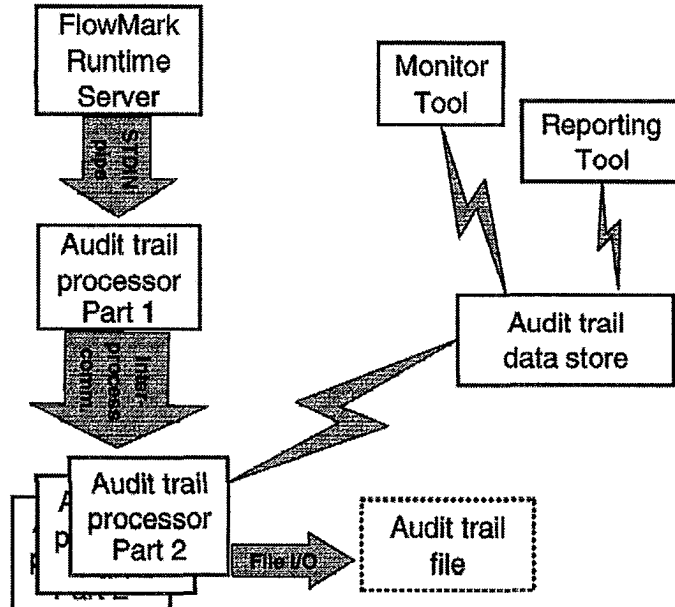 FlowMark
Runtime
Server
Monitor
Tool
Reporting
Tool
STDIN
pipe
Audit trail
processor
Part 1
Audit trail
data store
Inter-
process
comm.
Audit trail
processor
Part 2
File I/O
Audit trail
file